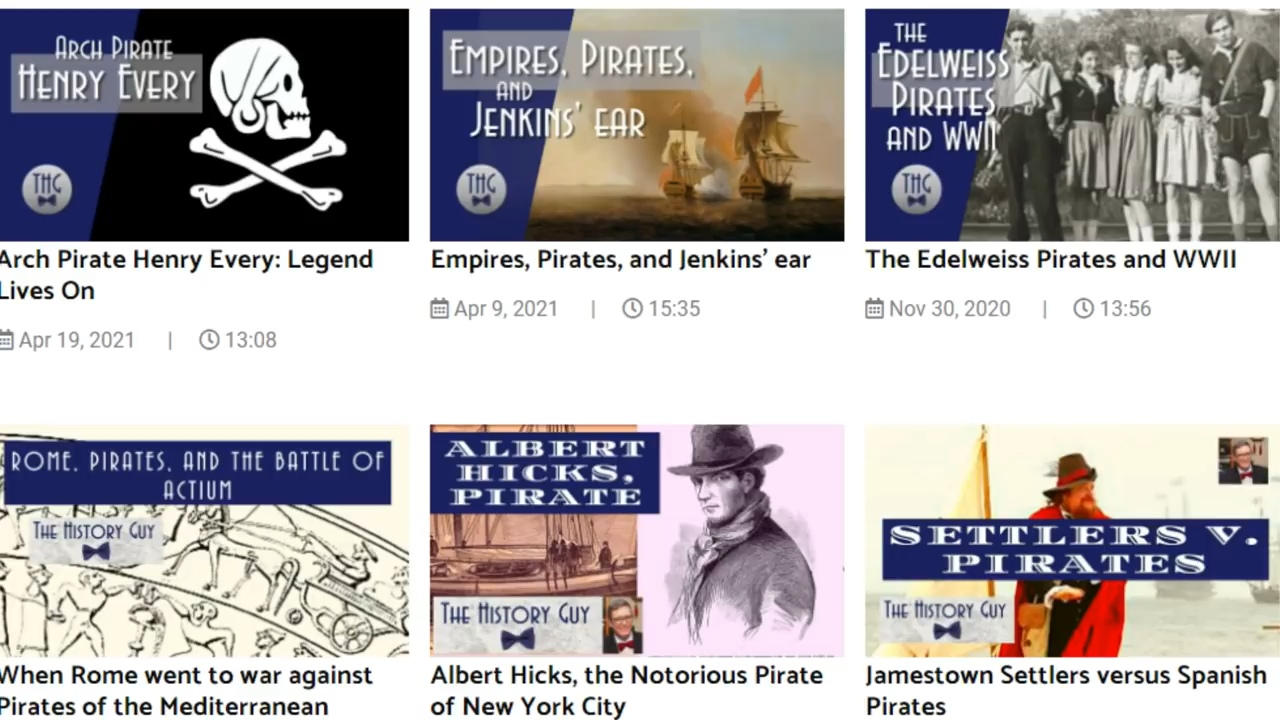 ARCH PIRATE
HENRY EVERY
THG
EMPIRES, PIRATES,
AND
JENKINS' EAR
THG
THE
EDELWEISS
PIRATES
AND WWII
THG
Arch Pirate Henry Every: Legend
Lives On
Apr 19, 2021 | 13:08
Empires, Pirates, and Jenkins’ ear
Apr 9, 2021 | 15:35
The Edelweiss Pirates and WWII
Nov 30, 2020 | 13:56
ROME, PIRATES, AND THE BATTLE OF
ACTIUM
THE HISTORY GUY
ALBERT
HICKS,
PIRATE
THE HISTORY GUY
SETTLERS V.
PIRATES
THE HISTORY GUY
When Rome went to war against
Pirates of the Mediterranean
Albert Hicks, the Notorious Pirate
of New York City
Jamestown Settlers versus Spanish
Pirates